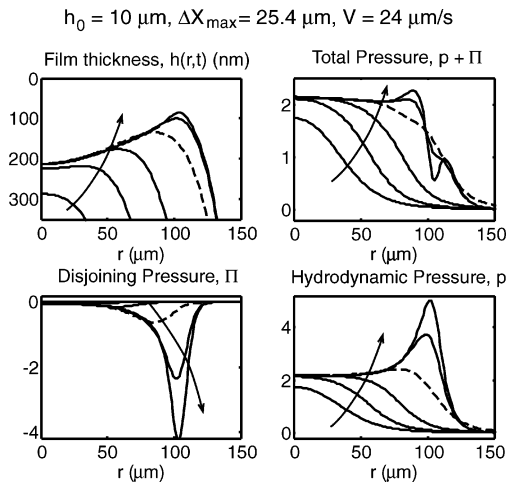 h₀ = 10 μm, ΔXₘₐₓ= 25.4 μm, V = 24 μm/s
Film thickness, h(r,t) (nm)
0
100
200
300
0 50 100 150
r (μm)
Total Pressure, p + Π
2
1
0
0 50 100 150
r (μm)
Disjoining Pressure, Π
0
-2
-4
0 50 100 150
r (μm)
Hydrodynamic Pressure, p
4
2
0
0 50 100 150
r (μm)